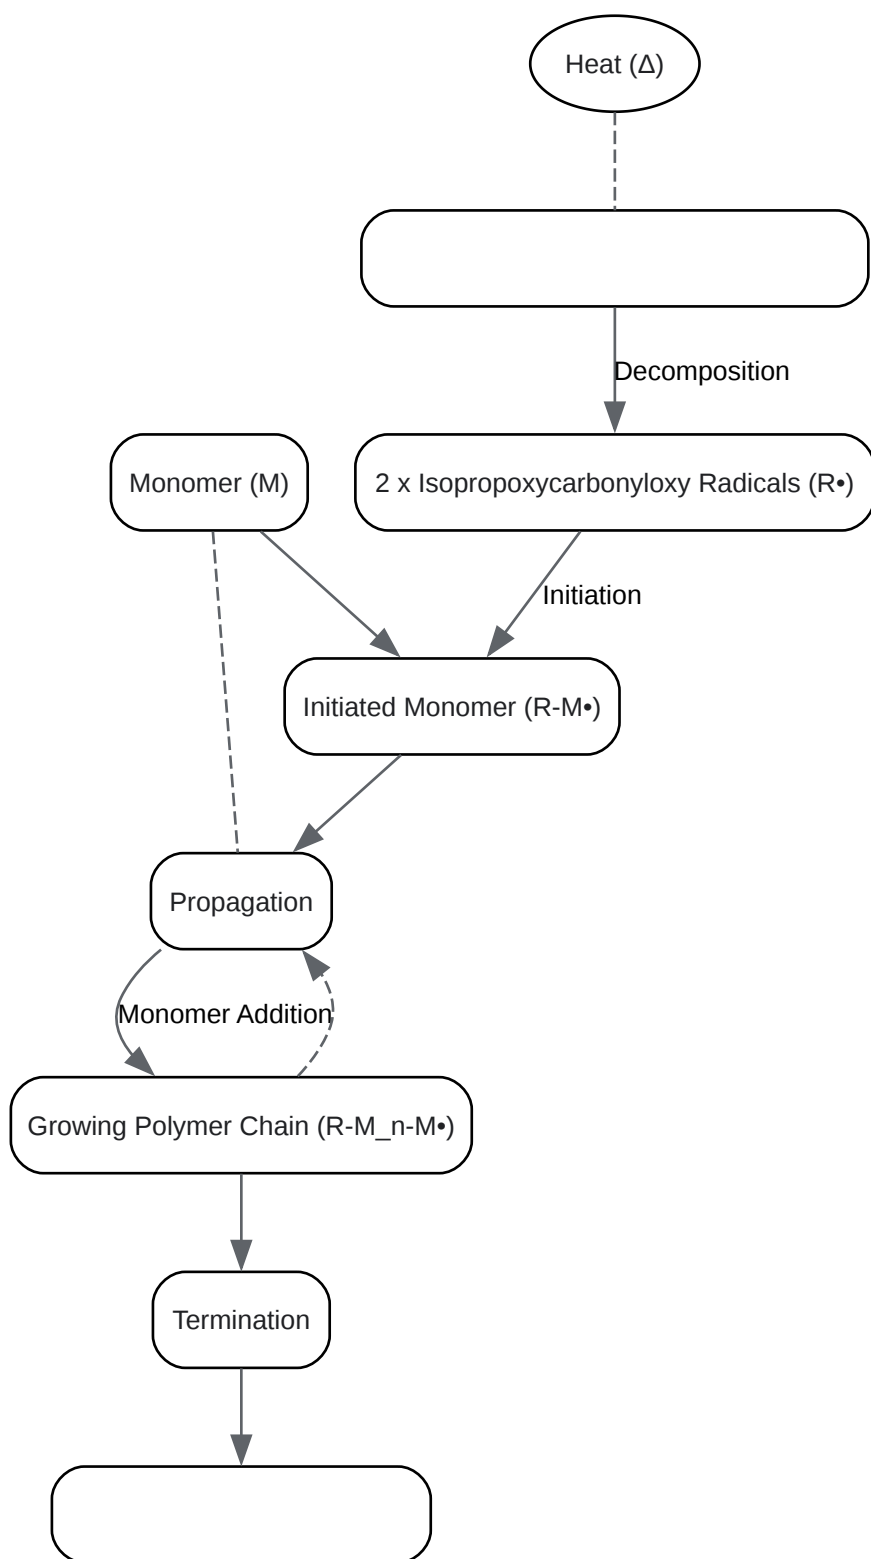 Heat (Δ)
Decomposition
Monomer (M)
2 x Isopropoxycarbonyloxy Radicals (R•)
Initiation
Initiated Monomer (R-M•)
Propagation
Monomer Addition
Growing Polymer Chain (R-M_n-M•)
Termination